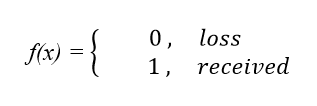 f(x) = {
0, loss
1, received